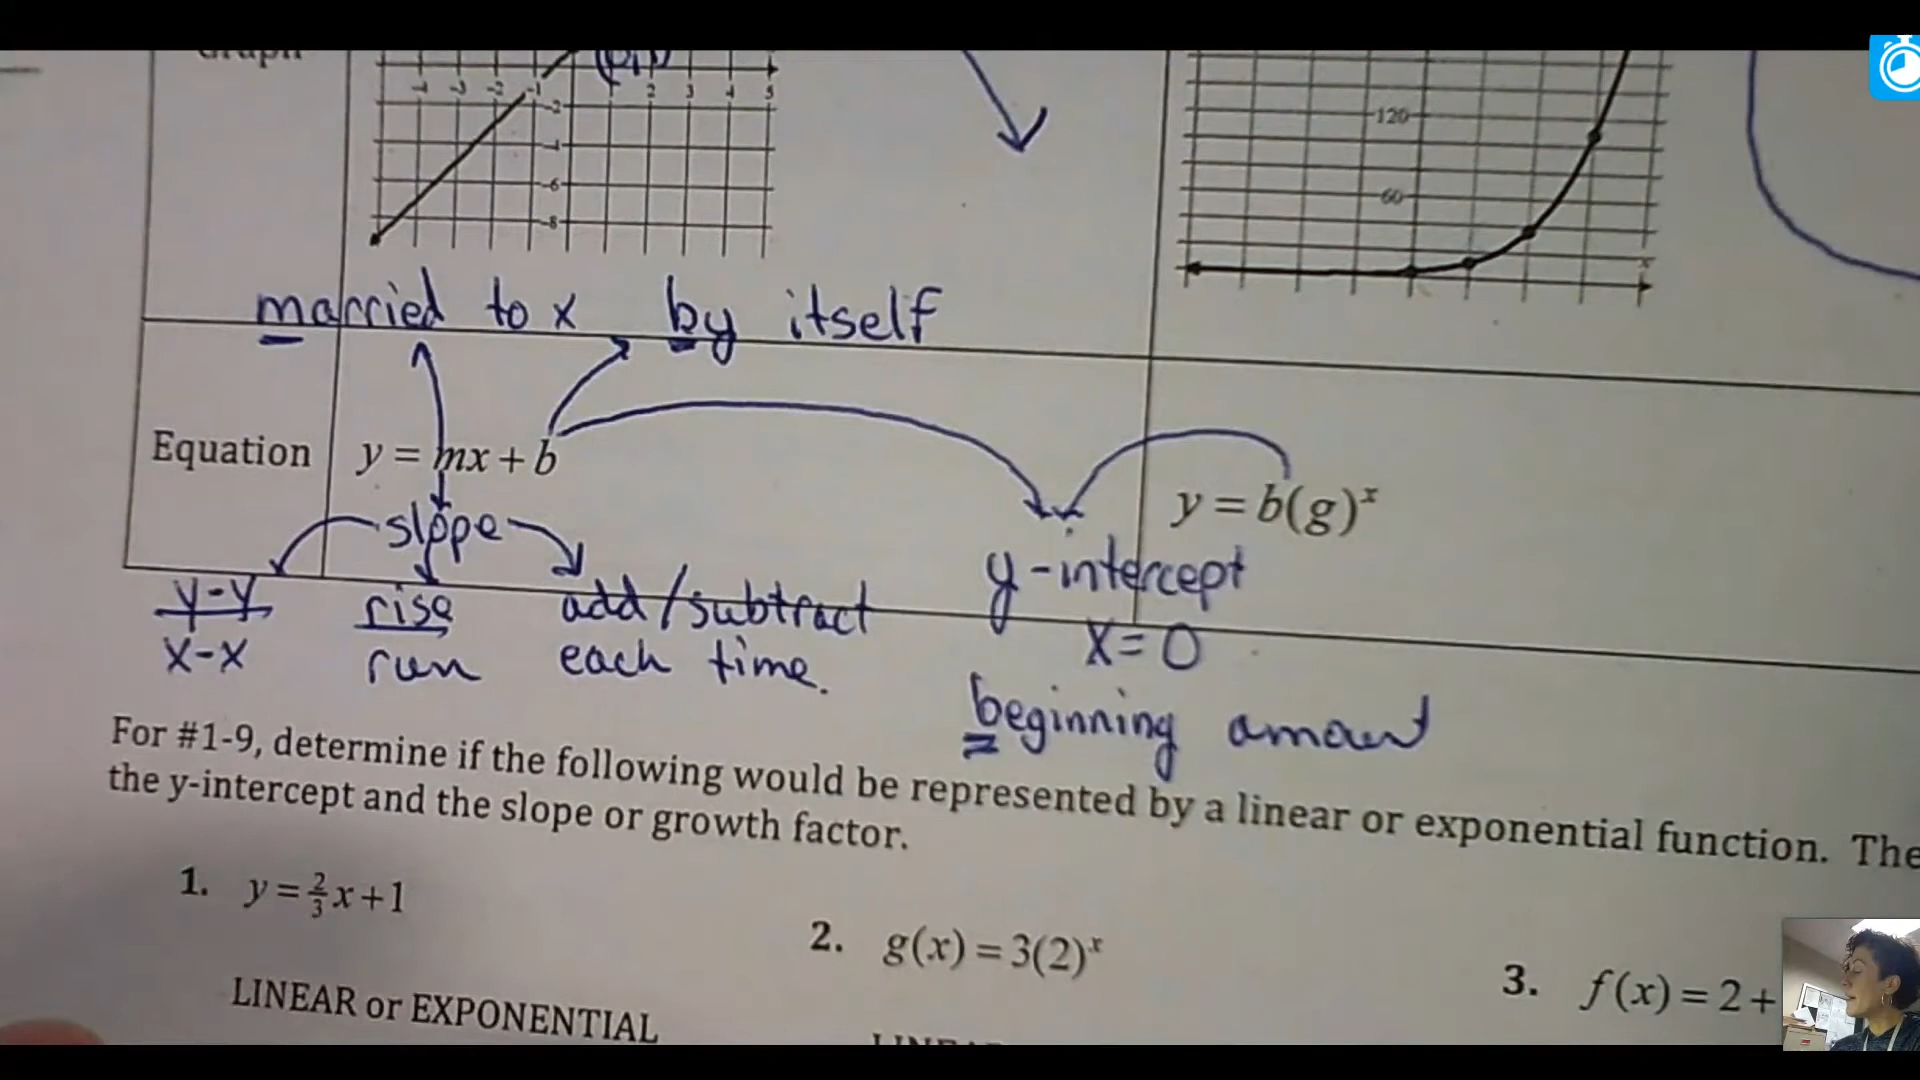 Graph
-4 -3 -2 -1 2 3 4 5
-2
-4
-6
-8
120
60
x
married to x by itself
Equation
y = mx + b
y = b(g)^x
slope
y-y
x-x
rise
run
add/subtract
each time.
y-intercept
x=0
beginning amount
For #1-9, determine if the following would be represented by a linear or exponential function. The
the y-intercept and the slope or growth factor.
1. y = 2/3 x + 1
2. g(x) = 3(2)^x
3. f(x) = 2 +
LINEAR or EXPONENTIAL